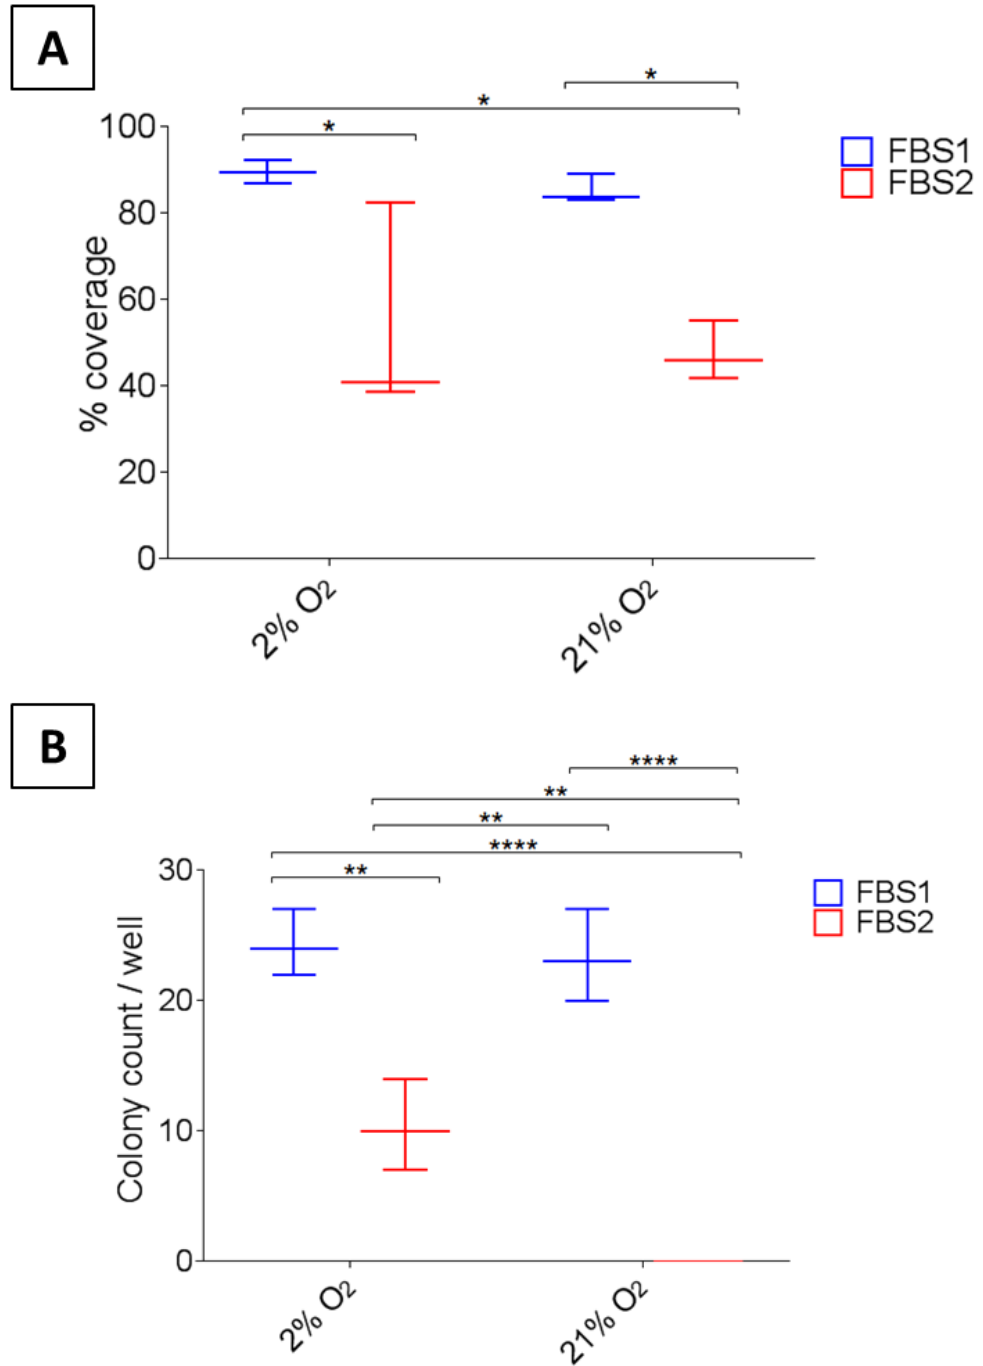 A
*
*
*
100
80
60
40
20
0
% coverage
2% O2
21% O2
FBS1
FBS2
B
****
**
**
****
**
30
20
10
0
Colony count / well
2% O2
21% O2
FBS1
FBS2